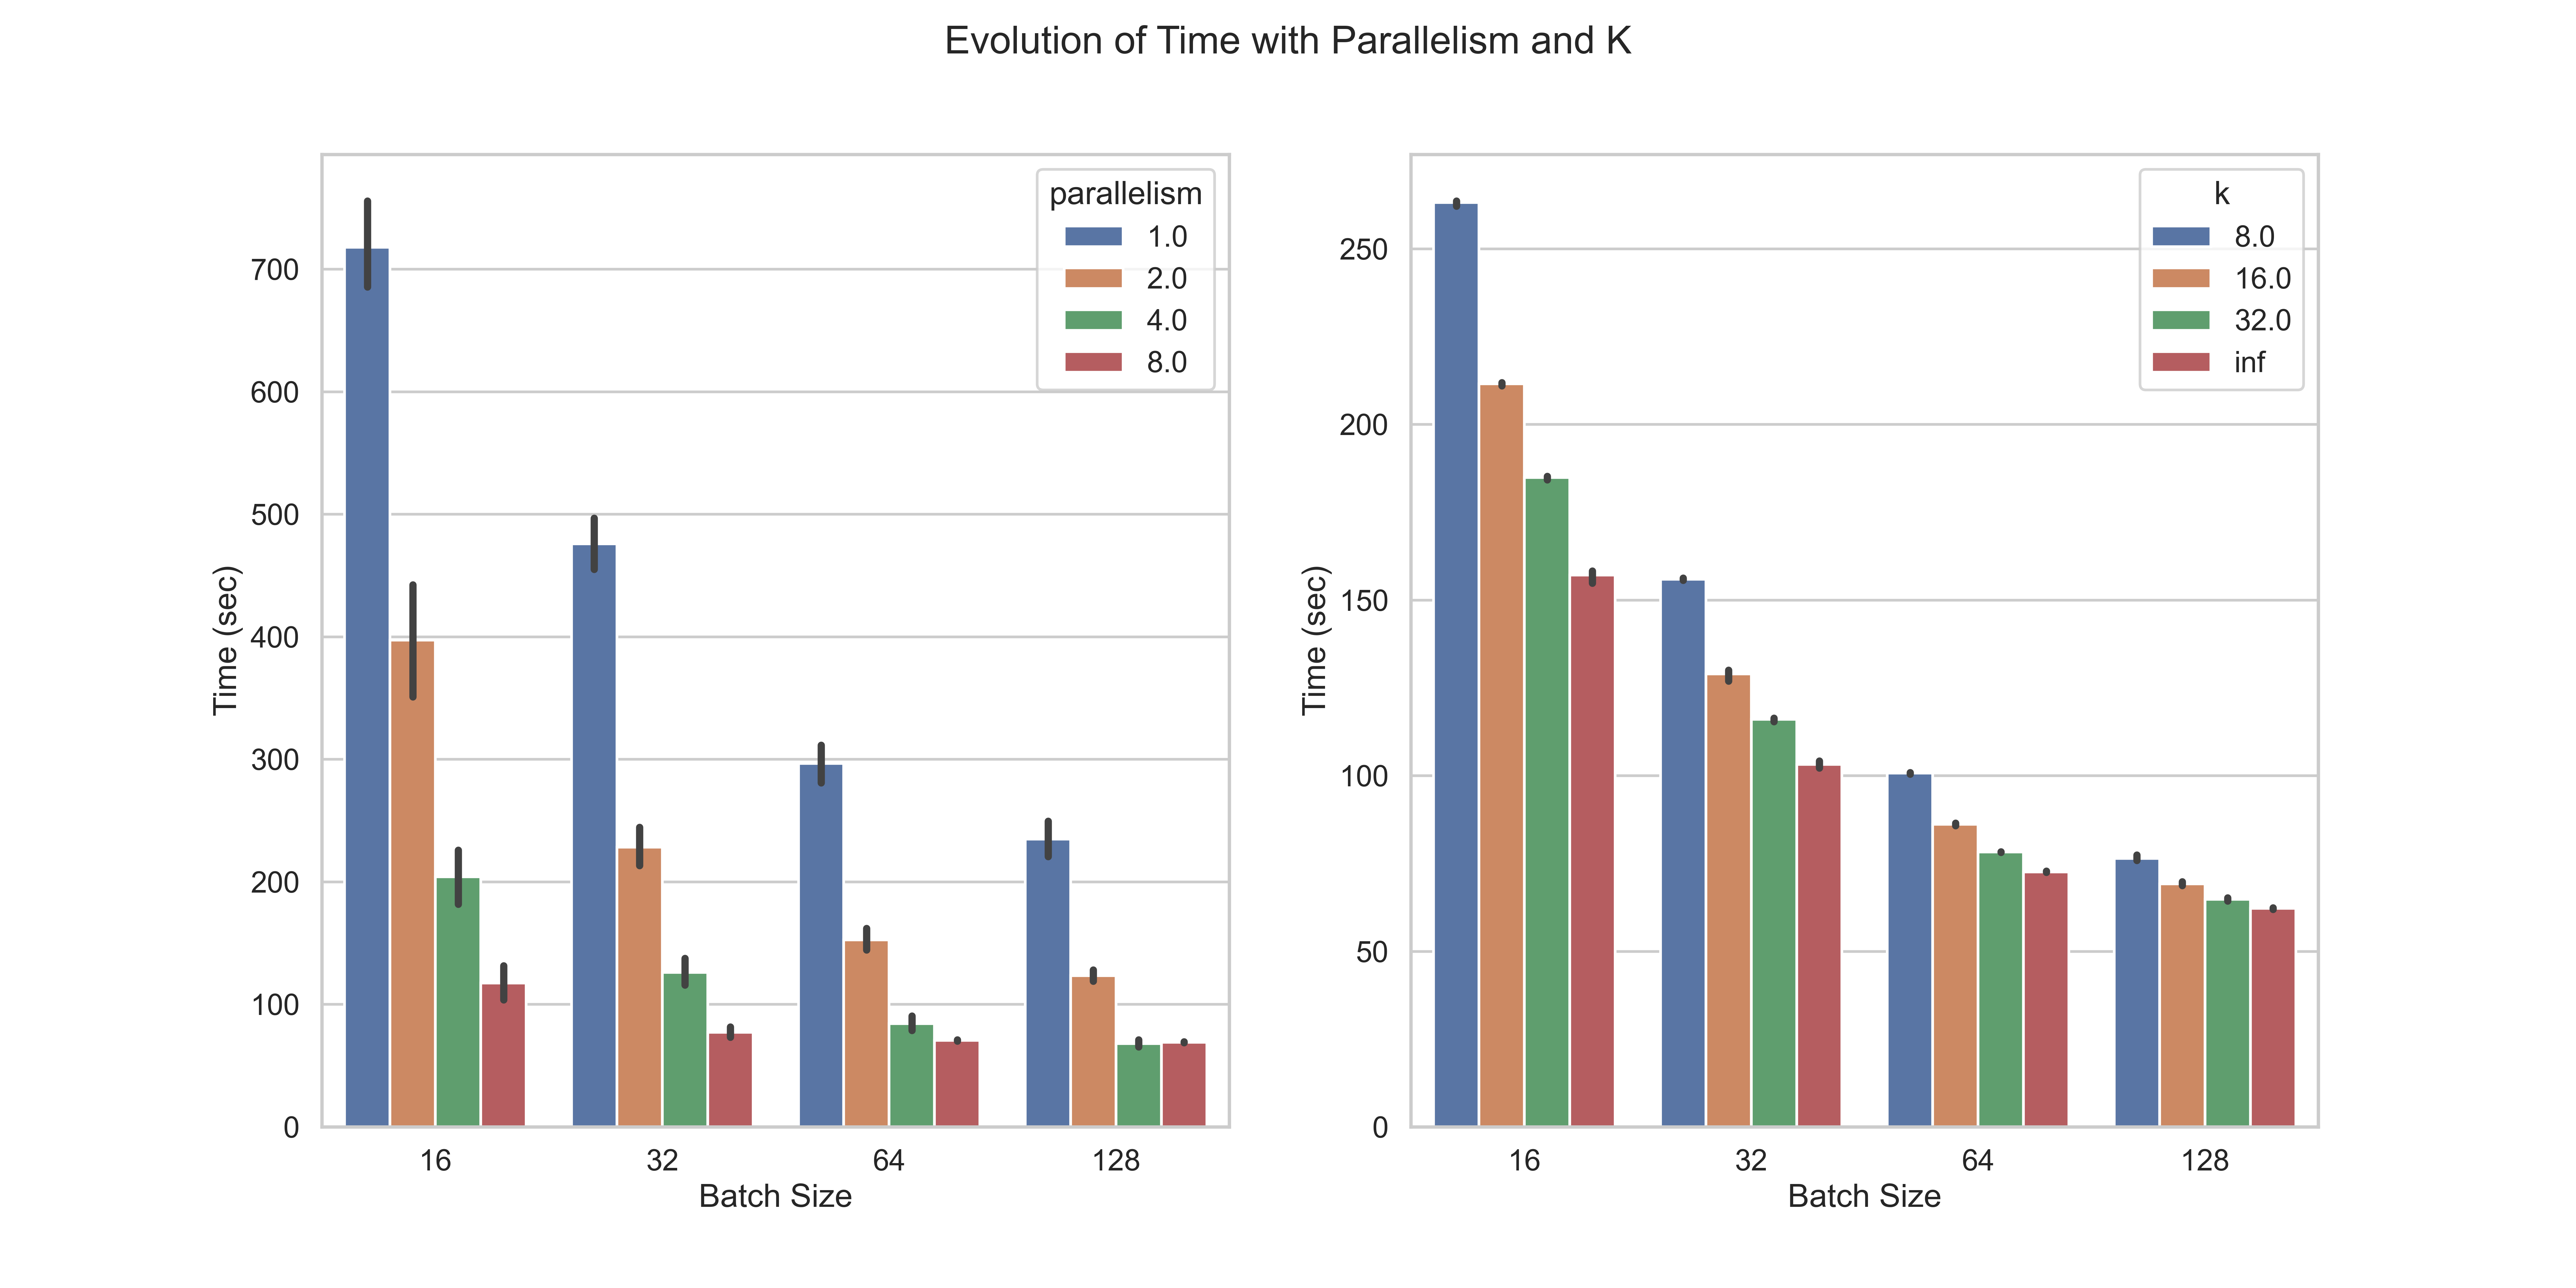 Evolution of Time with Parallelism and K
Time (sec)
700
600
500
400
300
200
100
0
16 32 64 128
Batch Size
parallelism
1.0
2.0
4.0
8.0
Time (sec)
250
200
150
100
50
0
16 32 64 128
Batch Size
k
8.0
16.0
32.0
inf